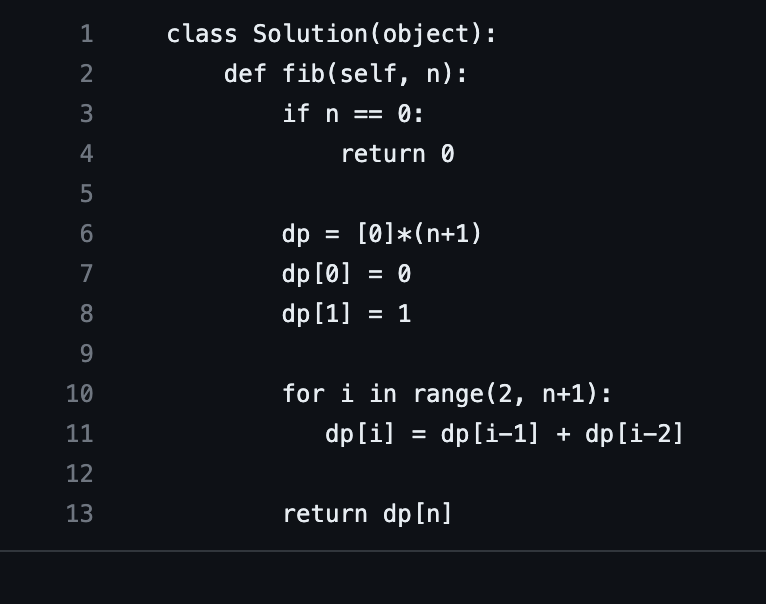 1 class Solution(object):
2     def fib(self, n):
3         if n == 0:
4             return 0
5
6         dp = [0]*(n+1)
7         dp[0] = 0
8         dp[1] = 1
9
10         for i in range(2, n+1):
11            dp[i] = dp[i-1] + dp[i-2]
12
13         return dp[n]